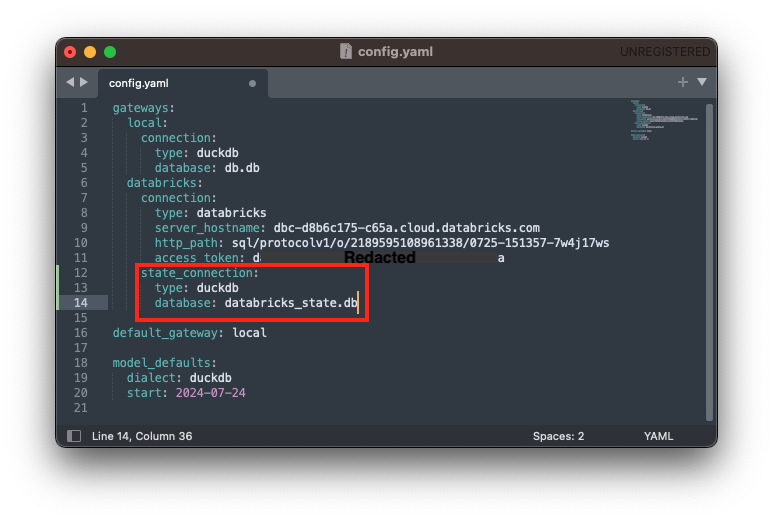 config.yaml
UNREGISTERED
config.yaml
1 gateways:
2 local:
3 connection:
4 type: duckdb
5 database: db.db
6 databricks:
7 connection:
8 type: databricks
9 server_hostname: dbc-d8b6c175-c65a.cloud.databricks.com
10 http_path: sql/protocolv1/o/2189595108961338/0725-151357-7w4j17ws
11 access_token: d Redacted a
12 state_connection:
13 type: duckdb
14 database: databricks_state.db
15
16 default_gateway: local
17
18 model_defaults:
19 dialect: duckdb
20 start: 2024-07-24
21
Line 14, Column 36
Spaces: 2
YAML